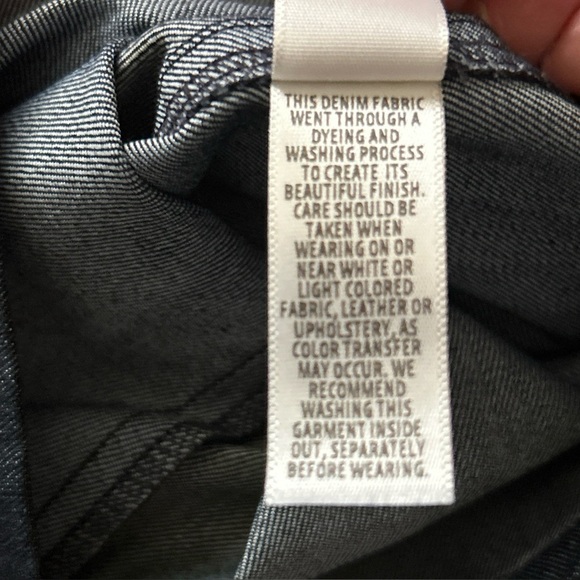 THIS DENIM FABRIC
WENT THROUGH A
DYEING AND
WASHING PROCESS
TO CREATE ITS
BEAUTIFUL FINISH.
CARE SHOULD BE
TAKEN WHEN
WEARING ON OR
NEAR WHITE OR
LIGHT COLORED
FABRIC, LEATHER OR
UPHOLSTERY, AS
COLOR TRANSFER
MAY OCCUR. WE
RECOMMEND
WASHING THIS
GARMENT INSIDE
OUT, SEPARATELY
BEFORE WEARING.